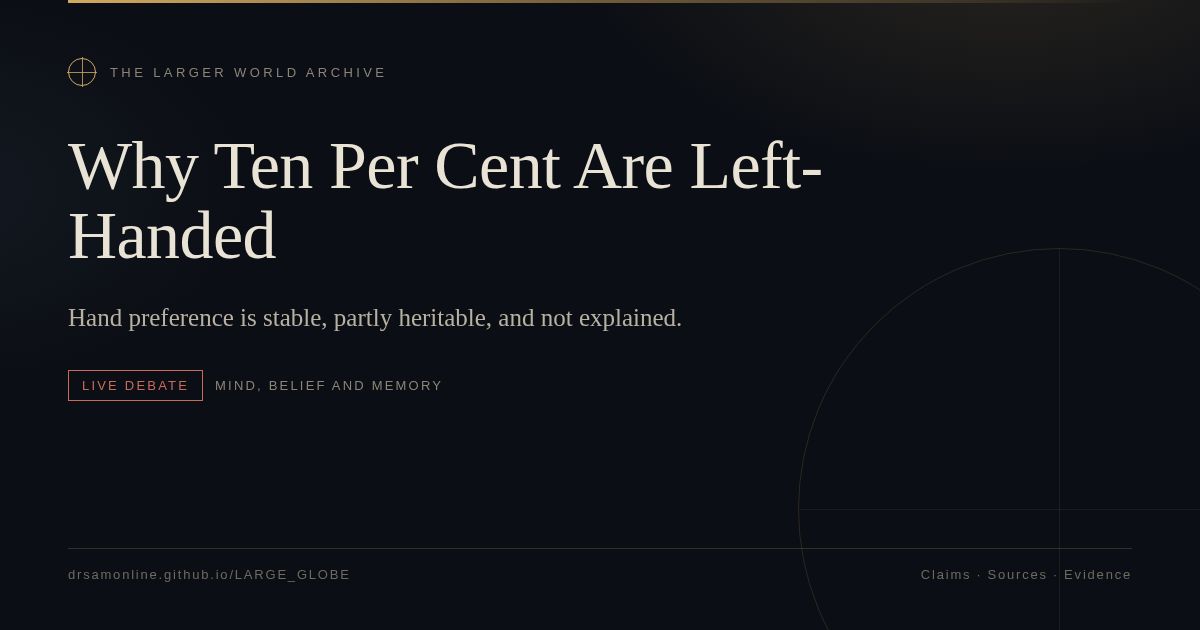 THE LARGER WORLD ARCHIVE
Why Ten Per Cent Are Left-
Handed
Hand preference is stable, partly heritable, and not explained.
LIVE DEBATE MIND, BELIEF AND MEMORY
drsamonline.github.io/LARGE_GLOBE Claims · Sources · Evidence